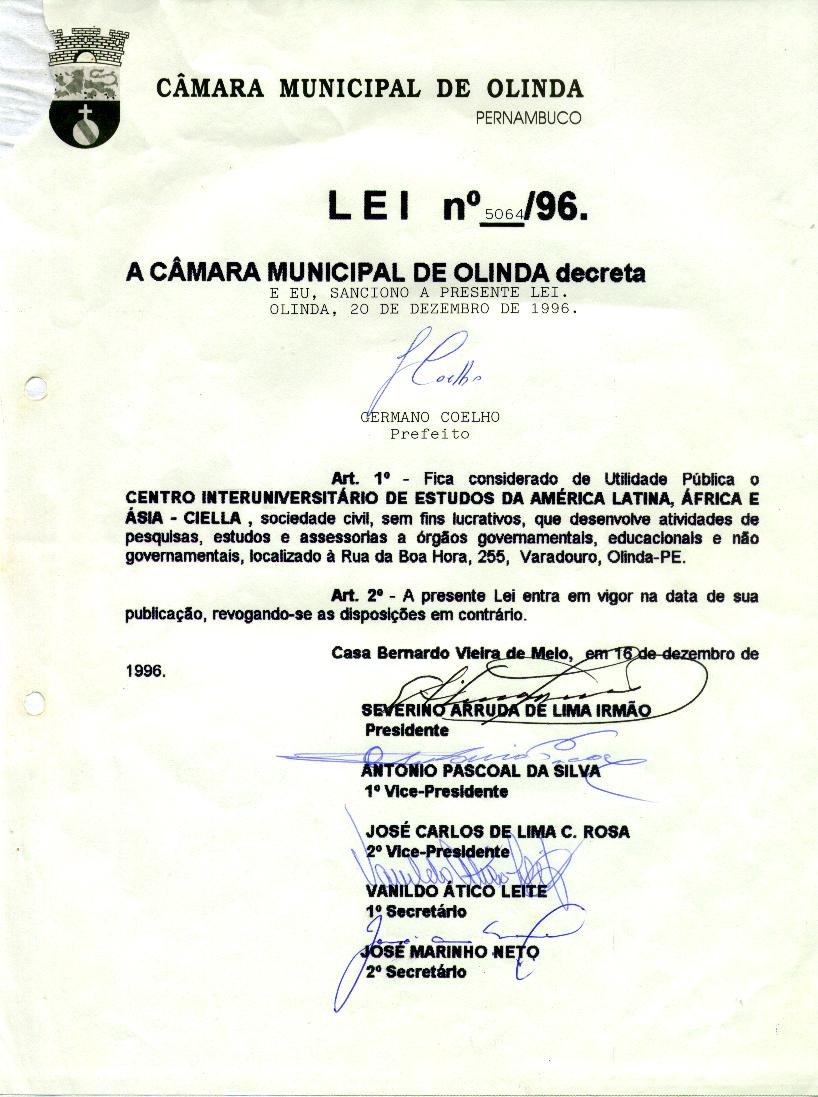 CÂMARA MUNICIPAL DE OLINDA
PERNAMBUCO
LEI nº 5064/96.
A CÂMARA MUNICIPAL DE OLINDA decreta
E EU, SANCIONO A PRESENTE LEI.
OLINDA, 20 DE DEZEMBRO DE 1996.
G Coelho
GERMANO COELHO
Prefeito
Art. 1º - Fica considerado de Utilidade Pública o
CENTRO INTERUNIVERSITÁRIO DE ESTUDOS DA AMÉRICA LATINA, ÁFRICA E
ÁSIA - CIELLA , sociedade civil, sem fins lucrativos, que desenvolve atividades de
pesquisas, estudos e assessorias a órgãos governamentais, educacionais e não
governamentais, localizado à Rua da Boa Hora, 255, Varadouro, Olinda-PE.
Art. 2º - A presente Lei entra em vigor na data de sua
publicação, revogando-se as disposições em contrário.
Casa Bernardo Vieira de Melo, em 16 de dezembro de
1996.
SEVERINO ARRUDA DE LIMA IRMÃO
Presidente
ANTONIO PASCOAL DA SILVA
1º Vice-Presidente
JOSÉ CARLOS DE LIMA C. ROSA
2º Vice-Presidente
Vanildo Ático Leite
VANILDO ÁTICO LEITE
1º Secretário
JOSÉ MARINHO NETO
2º Secretário